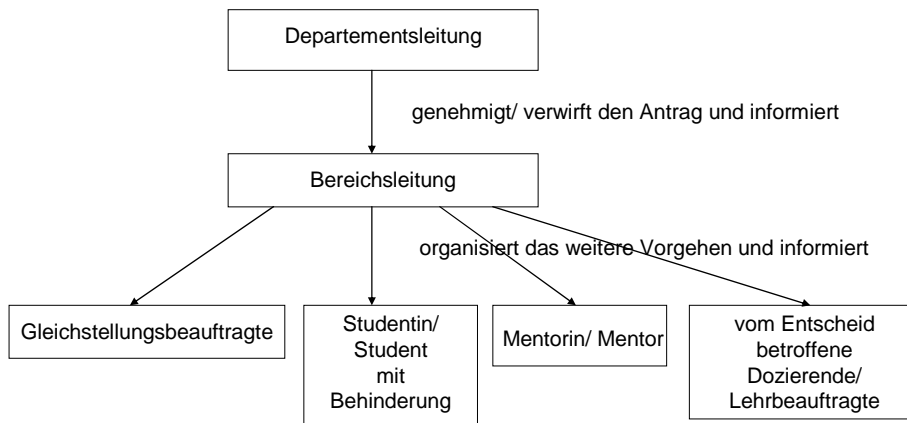 Departementsleitung
genehmigt/ verwirft den Antrag und informiert
Bereichsleitung
organisiert das weitere Vorgehen und informiert
Gleichstellungsbeauftragte
Studentin/
Student
mit
Behinderung
Mentorin/ Mentor
vom Entscheid
betroffene
Dozierende/
Lehrbeauftragte